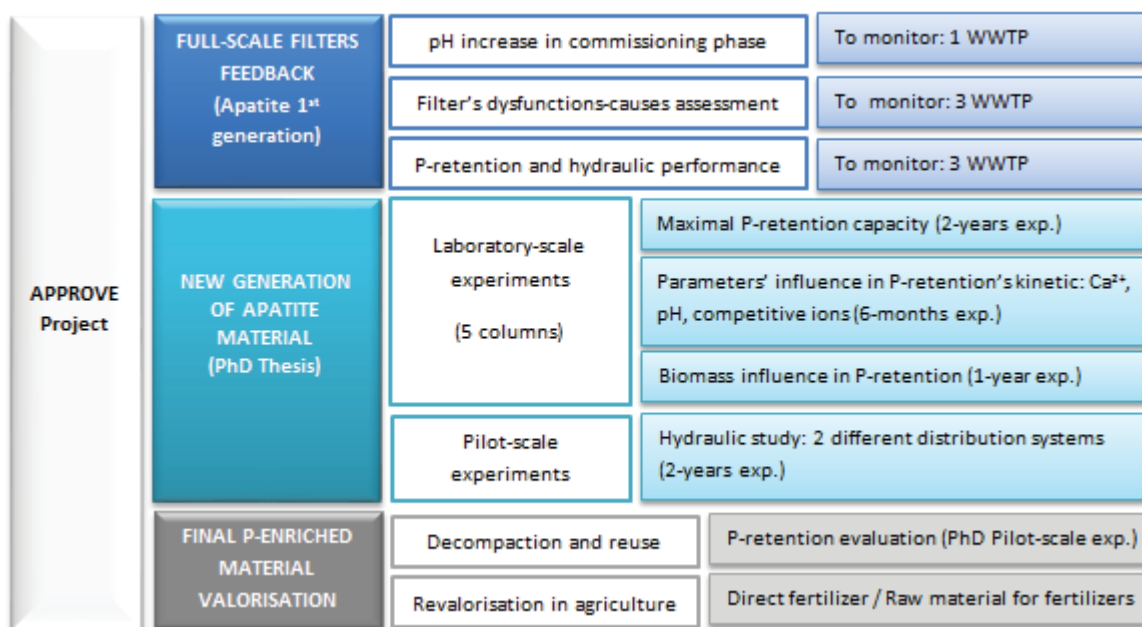 APPROVE
Project
FULL-SCALE FILTERS
FEEDBACK
(Apatite 1st
generation)
pH increase in commissioning phase
To monitor: 1 WWTP
Filter's dysfunctions-causes assessment
To monitor: 3 WWTP
P-retention and hydraulic performance
To monitor: 3 WWTP
NEW GENERATION
OF APATITE
MATERIAL
(PhD Thesis)
Laboratory-scale
experiments
(5 columns)
Maximal P-retention capacity (2-years exp.)
Parameters' influence in P-retention's kinetic: Ca²⁺,
pH, competitive ions (6-months exp.)
Biomass influence in P-retention (1-year exp.)
Pilot-scale
experiments
Hydraulic study: 2 different distribution systems
(2-years exp.)
FINAL P-ENRICHED
MATERIAL
VALORISATION
Decompaction and reuse
P-retention evaluation (PhD Pilot-scale exp.)
Revalorisation in agriculture
Direct fertilizer / Raw material for fertilizers